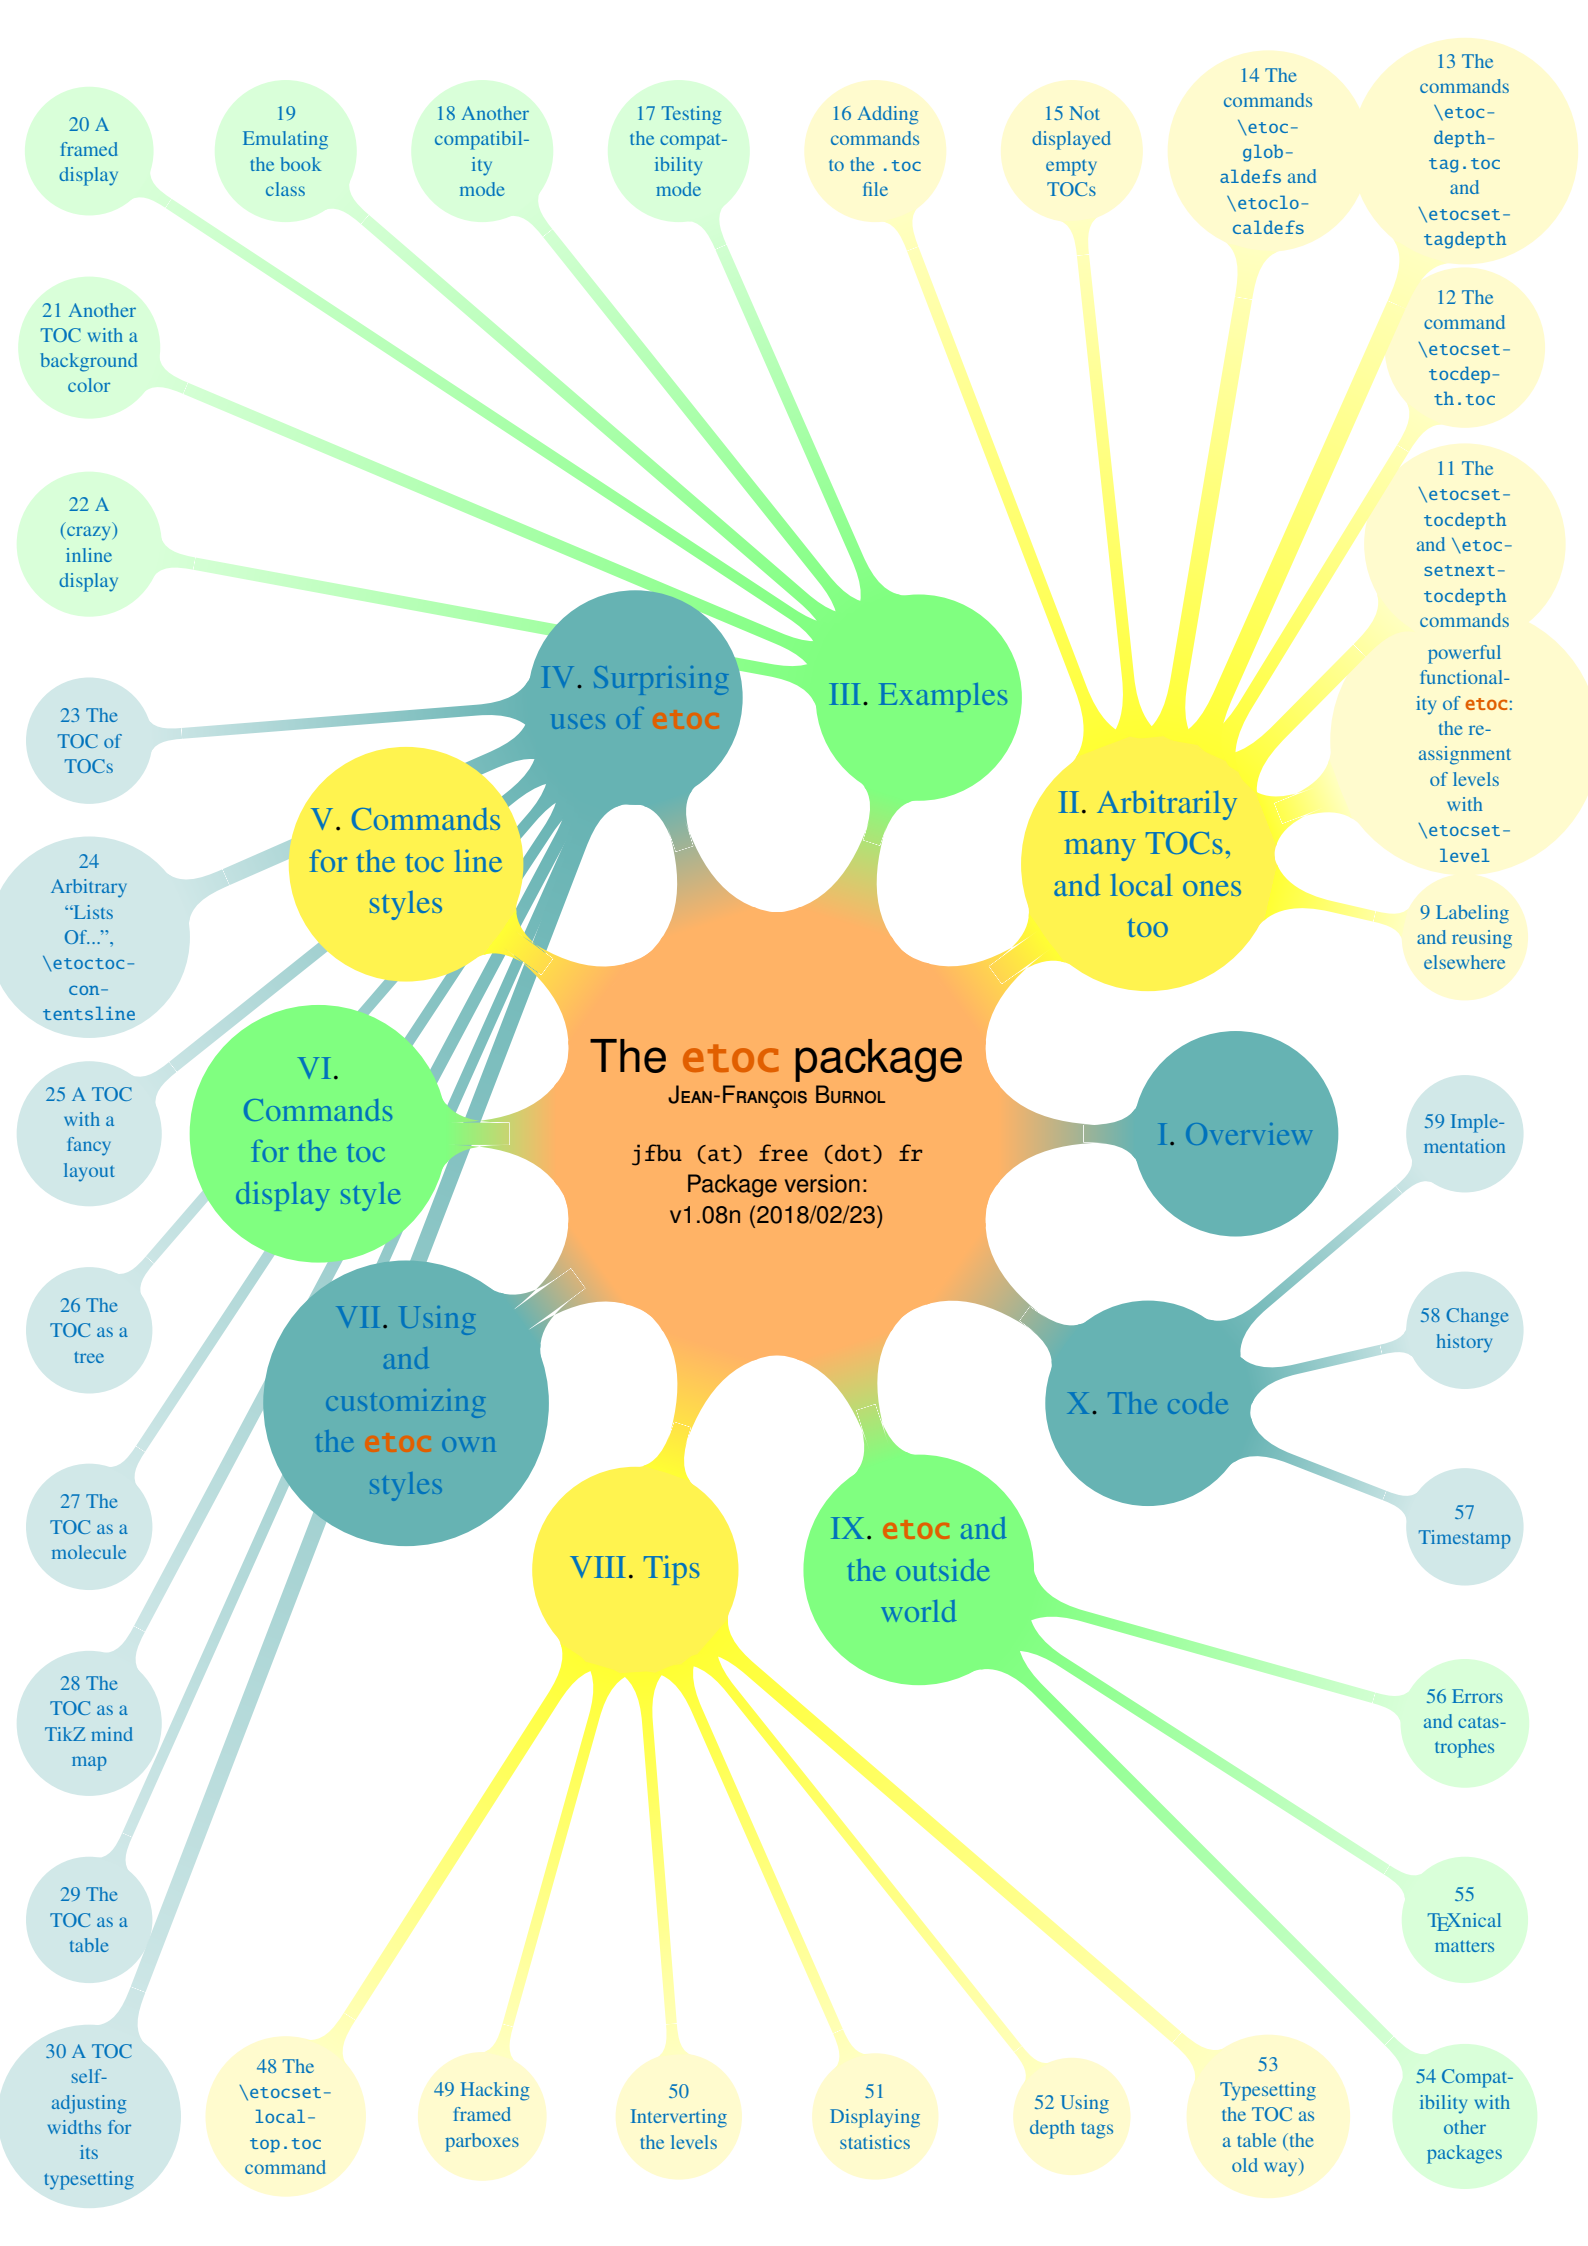 The etoc package
JEAN-FRANÇOIS BURNOL
jfbu (at) free (dot) fr
Package version:
v1.08n (2018/02/23)
I. Overview
II. Arbitrarily
many TOCs,
and local ones
too
9 Labeling
and reusing
elsewhere
powerful
functional-
ity of etoc:
the re-
assignment
of levels
with
\etocset-
level
11 The
\etocset-
tocdepth
and \etoc-
setnext-
tocdepth
commands
12 The
command
\etocset-
tocdep-
th.toc
13 The
commands
\etoc-
depth-
tag.toc
and
\etocset-
tagdepth
14 The
commands
\etoc-
glob-
aldefs and
\etoclo-
caldefs
15 Not
displayed
empty
TOCs
16 Adding
commands
to the .toc
file
III. Examples
17 Testing
the compat-
ibility
mode
18 Another
compatibil-
ity
mode
19
Emulating
the book
class
20 A
framed
display
21 Another
TOC with a
background
color
22 A
(crazy)
inline
display
IV. Surprising
uses of etoc
23 The
TOC of
TOCs
24
Arbitrary
“Lists
Of...”,
\etoctoc-
con-
tentsline
25 A TOC
with a
fancy
layout
26 The
TOC as a
tree
27 The
TOC as a
molecule
28 The
TOC as a
TikZ mind
map
29 The
TOC as a
table
30 A TOC
self-
adjusting
widths for
its
typesetting
V. Commands
for the toc line
styles
VI.
Commands
for the toc
display style
VII. Using
and
customizing
the etoc own
styles
VIII. Tips
48 The
\etocset-
local-
top.toc
command
49 Hacking
framed
parboxes
50
Interverting
the levels
51
Displaying
statistics
52 Using
depth tags
53
Typesetting
the TOC as
a table (the
old way)
IX. etoc and
the outside
world
54 Compat-
ibility with
other
packages
55
TEXnical
matters
56 Errors
and catas-
trophes
X. The code
57
Timestamp
58 Change
history
59 Imple-
mentation